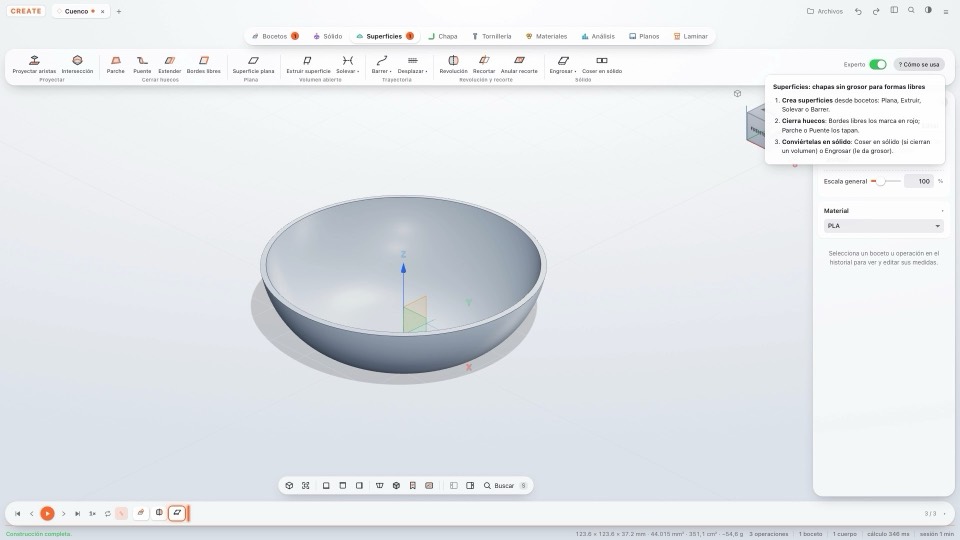 CREATE
Cuenco
×
+
Archivos
Bocetos 1
Sólido
Superficies 3
Chapa
Tornillería
Materiales
Análisis
Planos
Laminar
Proyectar aristas
Intersección
Proyectar
Parche
Puente
Extender
Bordes libres
Cerrar huecos
Superficie plana
Plana
Extruir superficie
Solevar
Volumen abierto
Barrer
Desplazar
Trayectoria
Revolución
Recortar
Anular recorte
Revolución y recorte
Engrosar
Coser en sólido
Sólido
Experto
? Cómo se usa
Superficies: chapas sin grosor para formas libres
1. Crea superficies desde bocetos: Plana, Extruir,
Solevar o Barrer.
2. Cierra huecos: Bordes libres los marca en rojo;
Parche o Puente los tapan.
3. Conviértelas en sólido: Coser en sólido (si cierran
un volumen) o Engrosar (le da grosor).
Escala general
100 %
Material
PLA
Selecciona un boceto u operación en el
historial para ver y editar sus medidas.
Z
Y
X
Buscar S
1×
3 / 3
Construcción completa.
123.6 × 123.6 × 37.2 mm · 44.015 mm² · 351,1 cm³ · ~54,6 g
3 operaciones
1 boceto
1 cuerpo
cálculo 346 ms
sesión 1 min